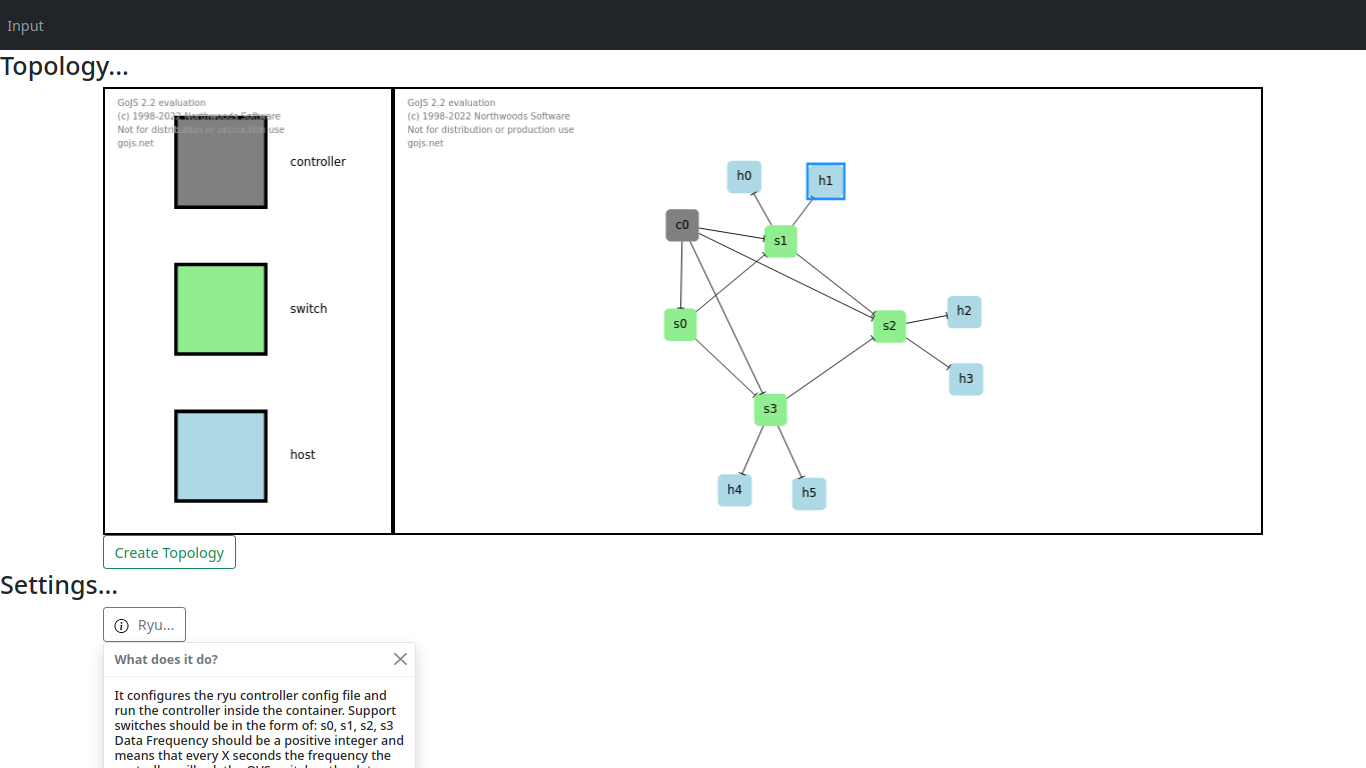 Input
Topology...
GoJS 2.2 evaluation
(c) 1998-2022 Northwoods Software
Not for distribution or production use
gojs.net
controller
switch
host
GoJS 2.2 evaluation
(c) 1998-2022 Northwoods Software
Not for distribution or production use
gojs.net
h0
h1
c0
s1
h2
s0
s2
h3
s3
h4
h5
Create Topology
Settings...
Ryu...
What does it do?
It configures the ryu controller config file and
run the controller inside the container. Support
switches should be in the form of: s0, s1, s2, s3
Data Frequency should be a positive integer and
means that every X seconds the frequency the